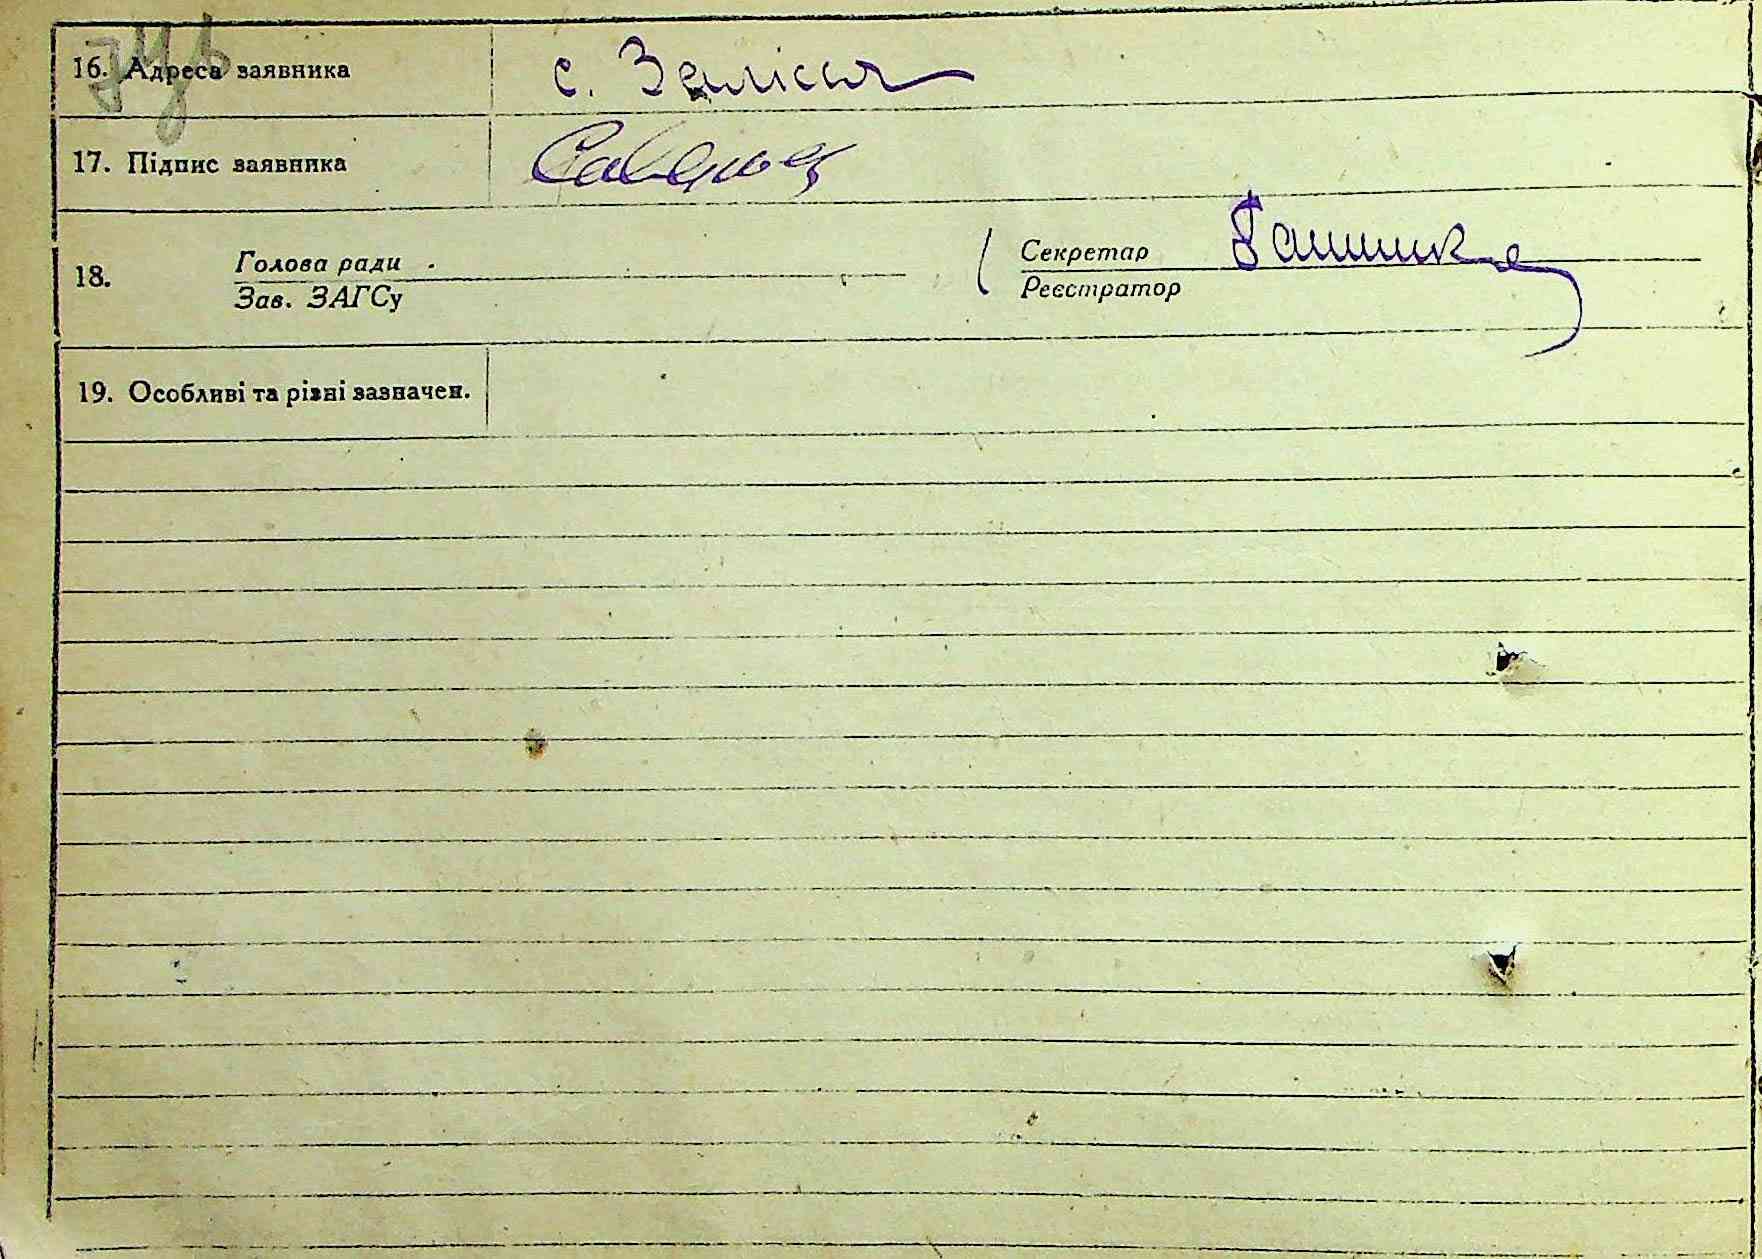 16. Адреса заявника с. Залісся
17. Підпис заявника
18. Голова ради Секретар
Зав. ЗАГСу Реєстратор
19. Особливі та різні зазначен.